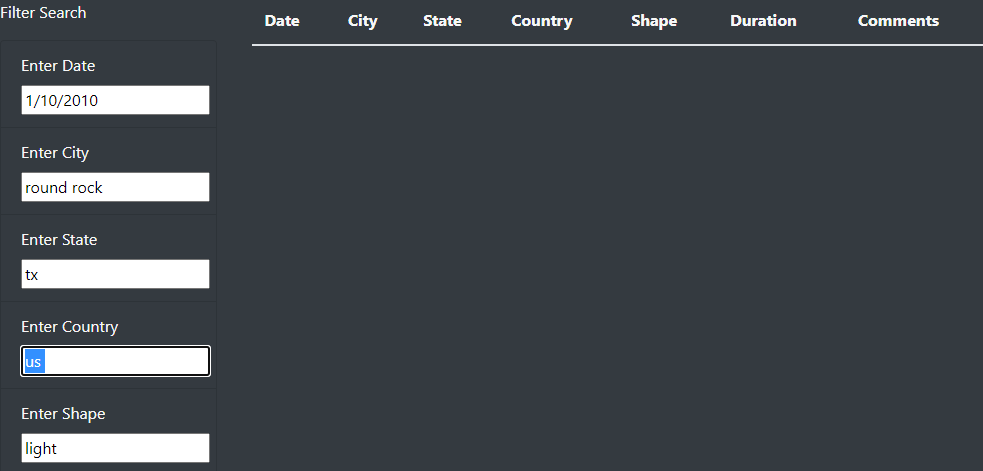 Filter Search
Enter Date
1/10/2010
Enter City
round rock
Enter State
tx
Enter Country
us
Enter Shape
light
Date City State Country Shape Duration Comments